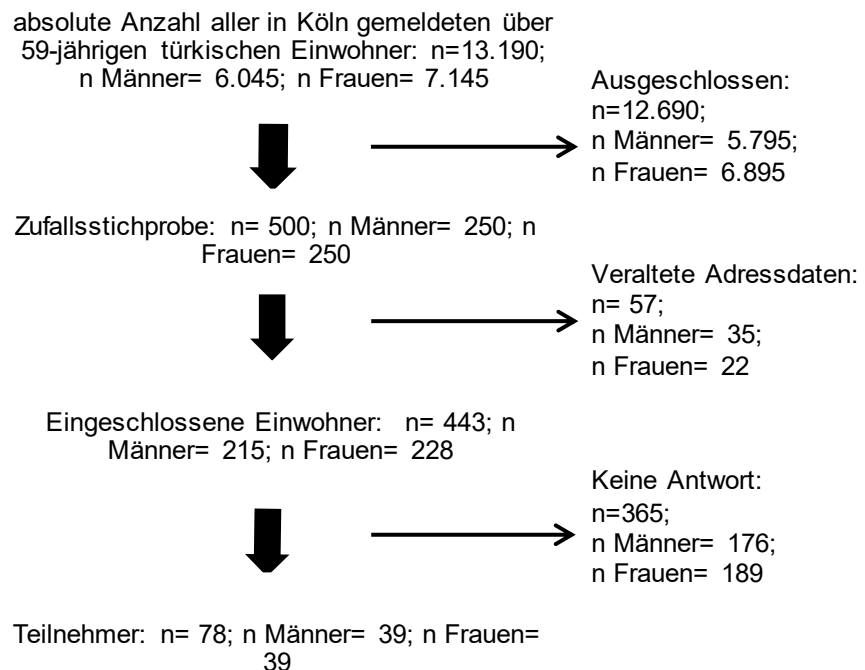 absolute Anzahl aller in Köln gemeldeten über
59-jährigen türkischen Einwohner: n=13.190;
n Männer= 6.045; n Frauen= 7.145
Ausgeschlossen:
n=12.690;
n Männer= 5.795;
n Frauen= 6.895
Zufallsstichprobe: n= 500; n Männer= 250; n
Frauen= 250
Veraltete Adressdaten:
n= 57;
n Männer= 35;
n Frauen= 22
Eingeschlossene Einwohner: n= 443; n
Männer= 215; n Frauen= 228
Keine Antwort:
n=365;
n Männer= 176;
n Frauen= 189
Teilnehmer: n= 78; n Männer= 39; n Frauen=
39